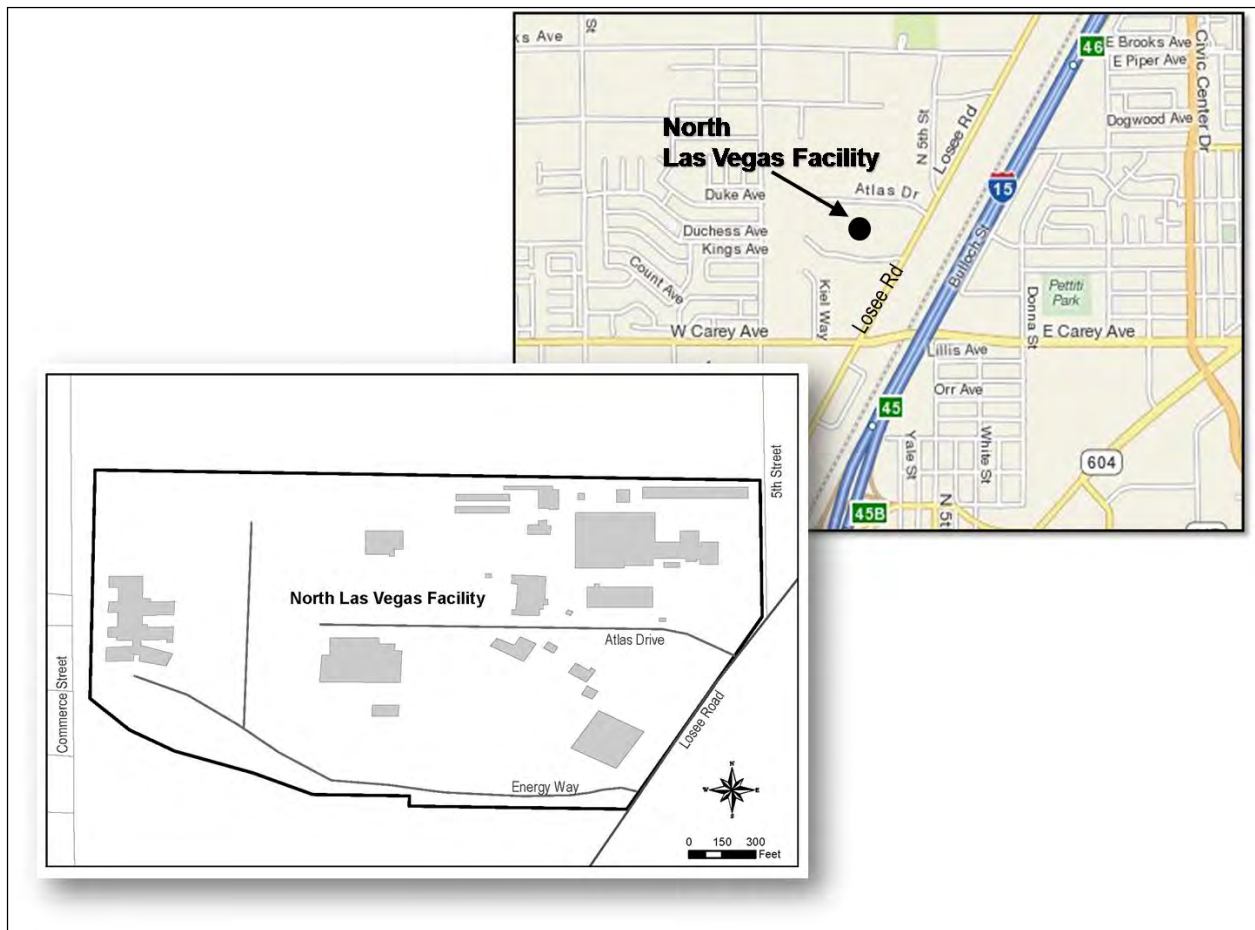 ks Ave
St
46
E Brooks Ave
E Piper Ave
Civic Center Dr
Dogwood Ave
North
Las Vegas Facility
N 5th St
Losee Rd
15
Duke Ave
Atlas Dr
Duchess Ave
Kings Ave
Bulloch St
Count Ave
Kiel Way
Losee Rd
Donna St
Pettiti
Park
W Carey Ave
E Carey Ave
Lillis Ave
Orr Ave
45
Yale St
White St
604
N 5t
45B
5th Street
North Las Vegas Facility
Atlas Drive
Commerce Street
Losee Road
Energy Way
N
W
E
S
0 150 300
Feet